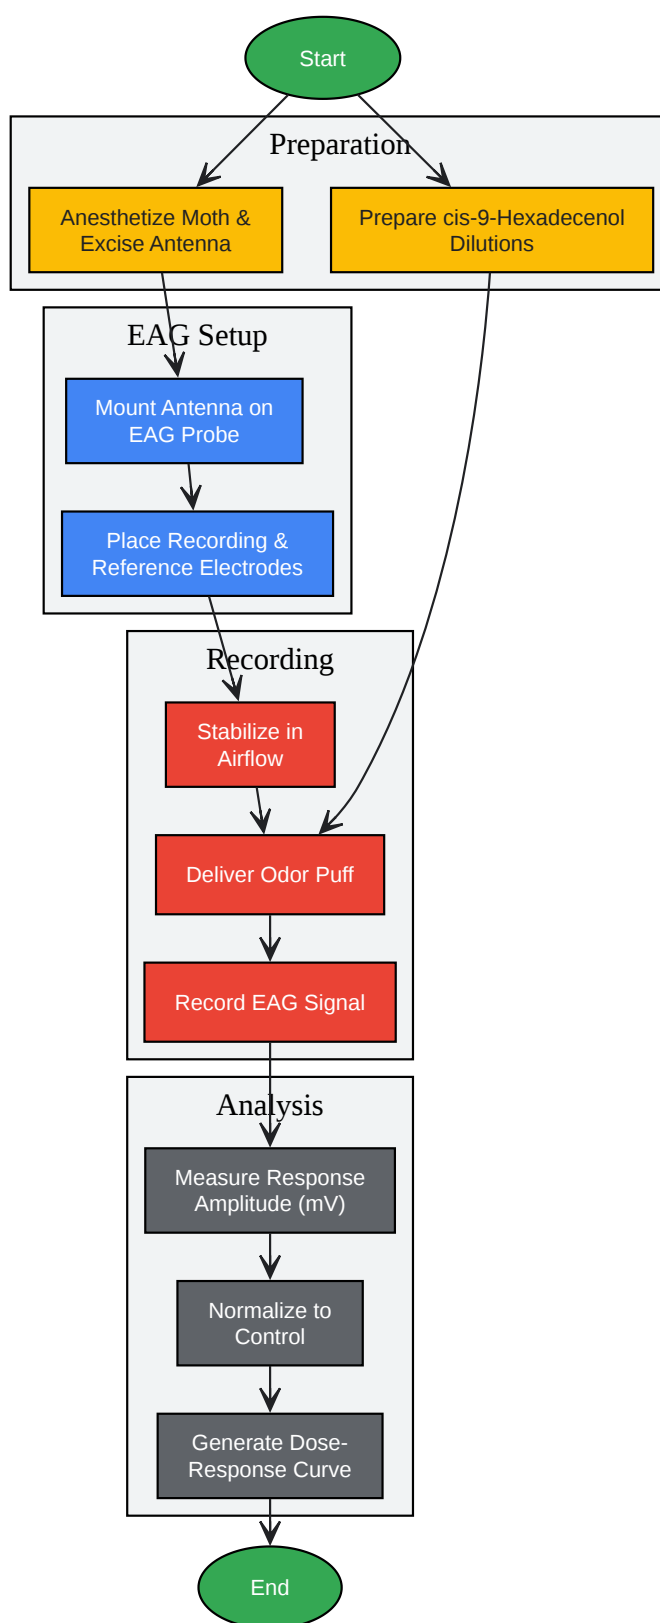 Start
Preparation
Anesthetize Moth &
Excise Antenna
Prepare cis-9-Hexadecenol
Dilutions
EAG Setup
Mount Antenna on
EAG Probe
Place Recording &
Reference Electrodes
Recording
Stabilize in
Airflow
Deliver Odor Puff
Record EAG Signal
Analysis
Measure Response
Amplitude (mV)
Normalize to
Control
Generate Dose-
Response Curve
End